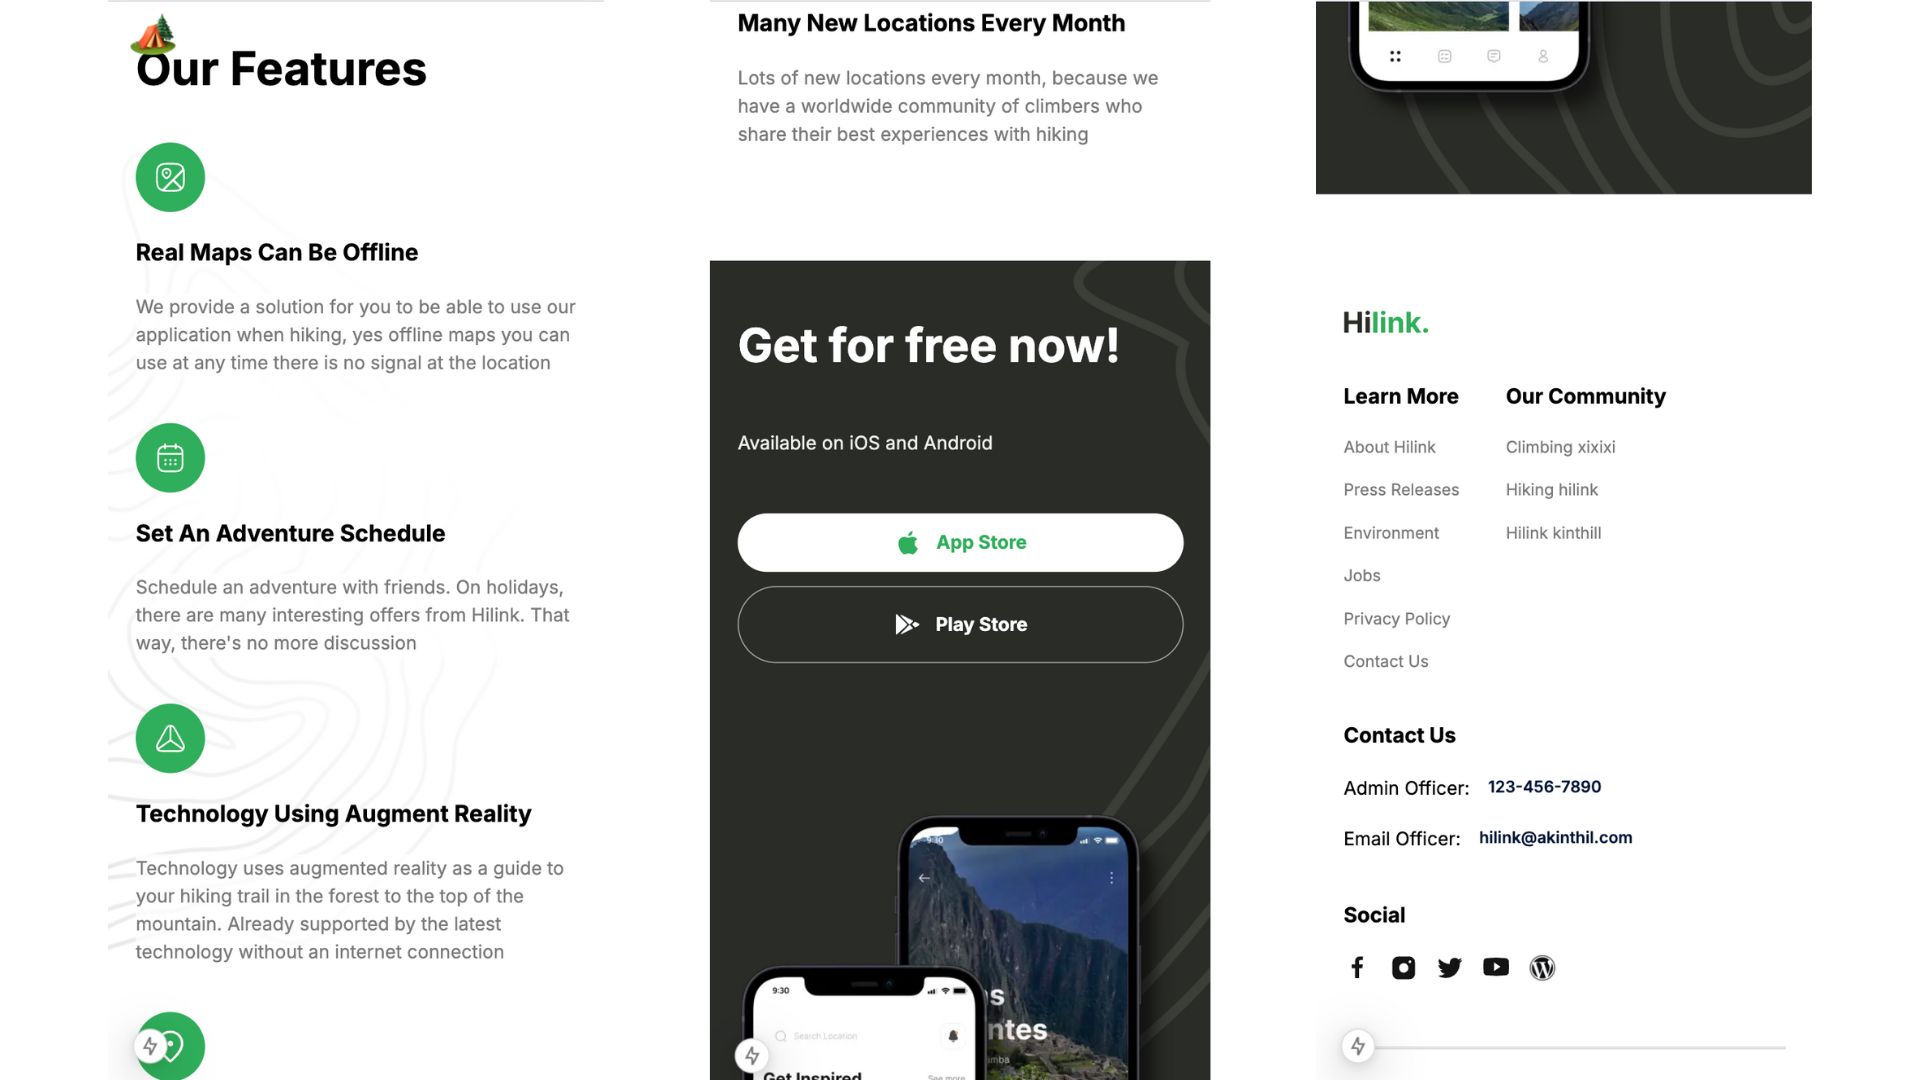 Our Features
Real Maps Can Be Offline
We provide a solution for you to be able to use our
application when hiking, yes offline maps you can
use at any time there is no signal at the location
Set An Adventure Schedule
Schedule an adventure with friends. On holidays,
there are many interesting offers from Hilink. That
way, there's no more discussion
Technology Using Augment Reality
Technology uses augmented reality as a guide to
your hiking trail in the forest to the top of the
mountain. Already supported by the latest
technology without an internet connection
Many New Locations Every Month
Lots of new locations every month, because we
have a worldwide community of climbers who
share their best experiences with hiking
Get for free now!
Available on iOS and Android
App Store
Play Store
9:30
9:30
Search Location
Get Inspired
See more
Hilink.
Learn More
About Hilink
Press Releases
Environment
Jobs
Privacy Policy
Contact Us
Our Community
Climbing xixixi
Hiking hilink
Hilink kinthill
Contact Us
Admin Officer: 123-456-7890
Email Officer: hilink@akinthil.com
Social